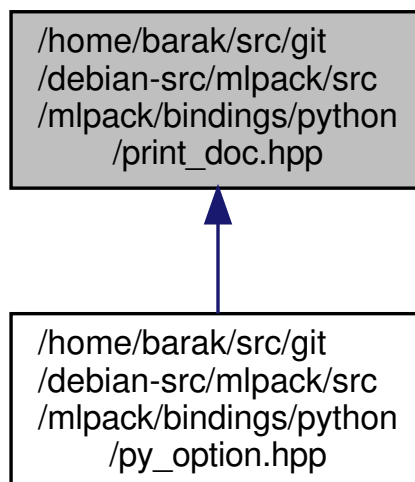 /home/barak/src/git
/debian-src/mlpack/src
/mlpack/bindings/python
/print_doc.hpp
/home/barak/src/git
/debian-src/mlpack/src
/mlpack/bindings/python
/py_option.hpp